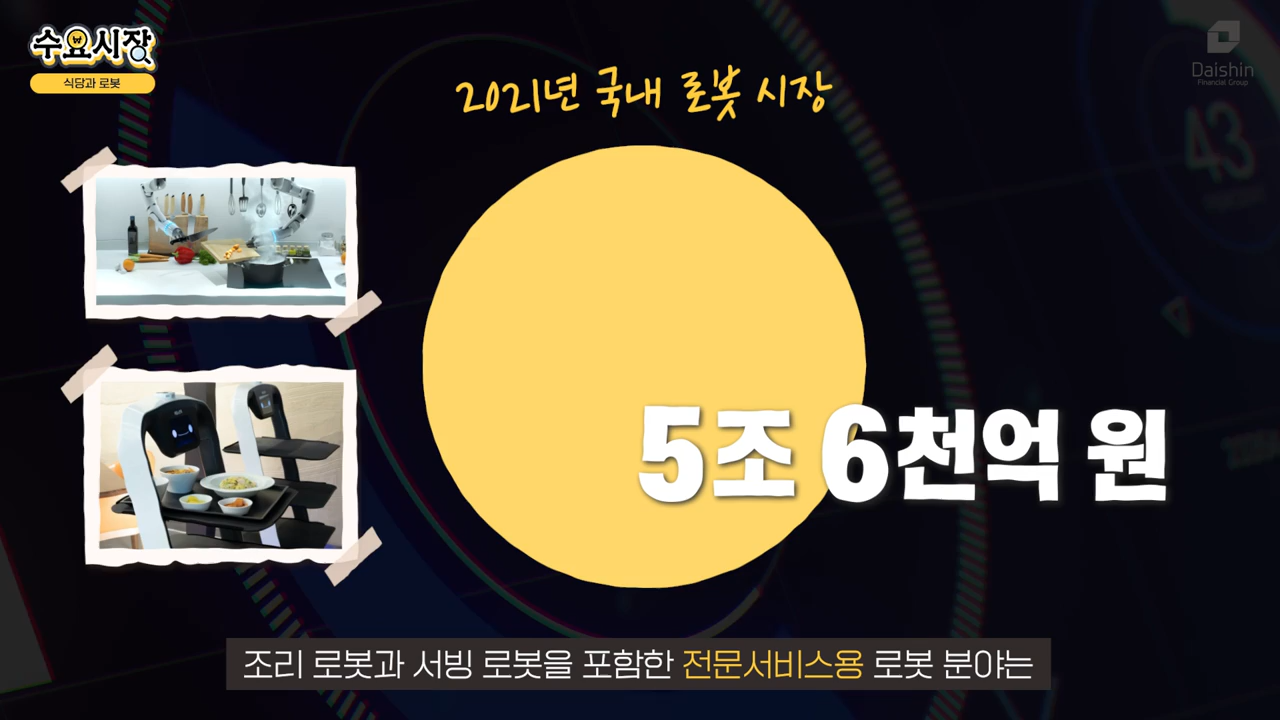 수요시장
식당과 로봇
Daishin
Financial Group
2021년 국내 로봇 시장
43
5조 6천억 원
조리 로봇과 서빙 로봇을 포함한 전문서비스용 로봇 분야는